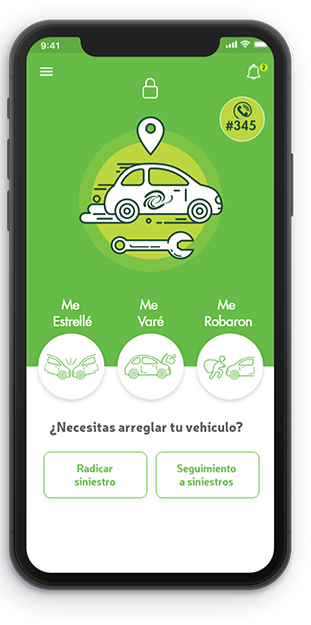 9:41
2
#345
Me
Estrellé
Me
Varé
Me
Robaron
¿Necesitas arreglar tu vehículo?
Radicar
siniestro
Seguimiento
a siniestros